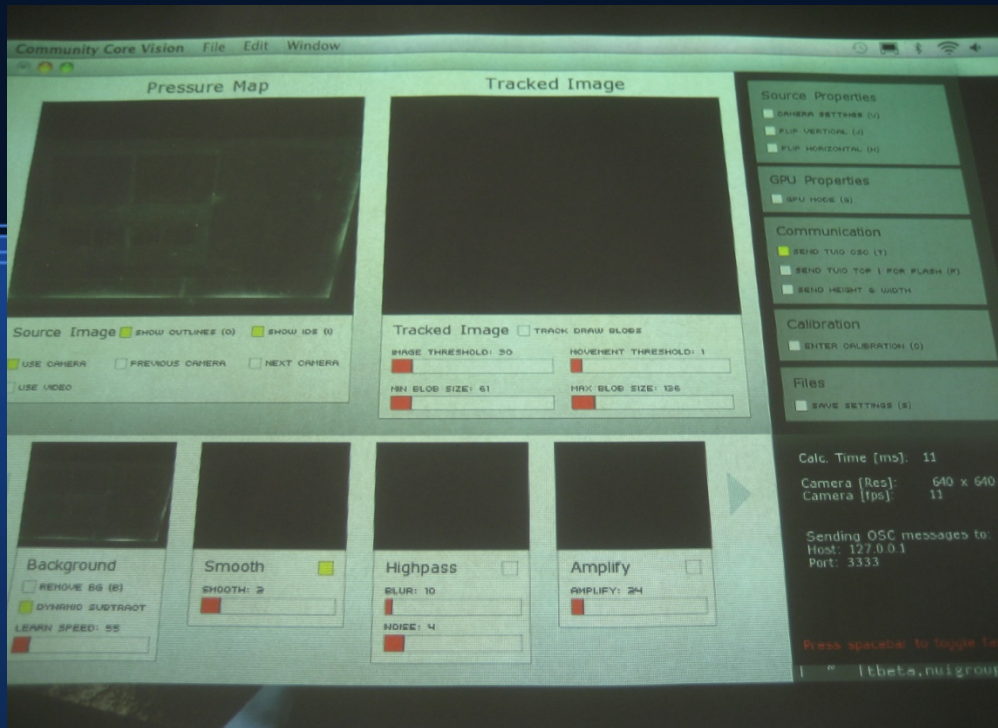 Community Core Vision File Edit Window
Pressure Map
Tracked Image
Source Image SHOW OUTLINES (O) SHOW IDS (I)
USE CAMERA PREVIOUS CAMERA NEXT CAMERA
USE VIDEO
Tracked Image TRACK DRAW BLOBS
IMAGE THRESHOLD: 30 MOVEMENT THRESHOLD: 1
MIN BLOB SIZE: 61 MAX BLOB SIZE: 136
Source Properties
CAMERA SETTINGS (V)
FLIP VERTICAL (J)
FLIP HORIZONTAL (H)
GPU Properties
GPU MODE (G)
Communication
SEND TUIO OSC (T)
SEND TUIO TCP | FOR FLASH (F)
SEND HEIGHT & WIDTH
Calibration
ENTER CALIBRATION (C)
Files
SAVE SETTINGS (S)
Background
REMOVE BG (B)
DYNAMIC SUBTRACT
LEARN SPEED: 55
Smooth
SMOOTH: 2
Highpass
BLUR: 10
NOISE: 4
Amplify
AMPLIFY: 24
Calc. Time [ms]: 11
Camera [Res]: 640 x 640
Camera [fps]: 11
Sending OSC messages to:
Host: 127.0.0.1
Port: 3333
Press spacebar to toggle fa
| ~ |tbeta.nuigroup